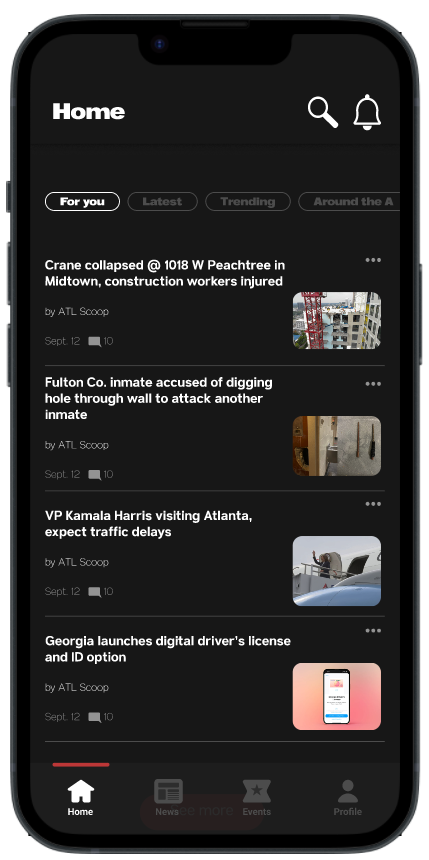 Home
For you
Latest
Trending
Around the A
Crane collapsed @ 1018 W Peachtree in
Midtown, construction workers injured
by ATL Scoop
Sept. 12 10
Fulton Co. inmate accused of digging
hole through wall to attack another
inmate
by ATL Scoop
Sept. 12 10
VP Kamala Harris visiting Atlanta,
expect traffic delays
by ATL Scoop
Sept. 12 10
Georgia launches digital driver's license
and ID option
by ATL Scoop
Sept. 12 10
see more
Home
News
Events
Profile